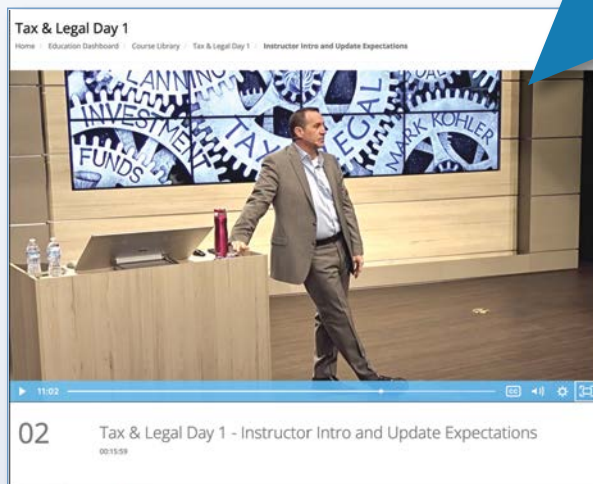 Tax & Legal Day 1
Home / Education Dashboard / Course Library / Tax & Legal Day 1 / Instructor Intro and Update Expectations
PLANNING
INVESTMENT
FUNDS
TAX
LEGAL
MARK KOHLER
11:02
CC
02
Tax & Legal Day 1 - Instructor Intro and Update Expectations
00:15:59